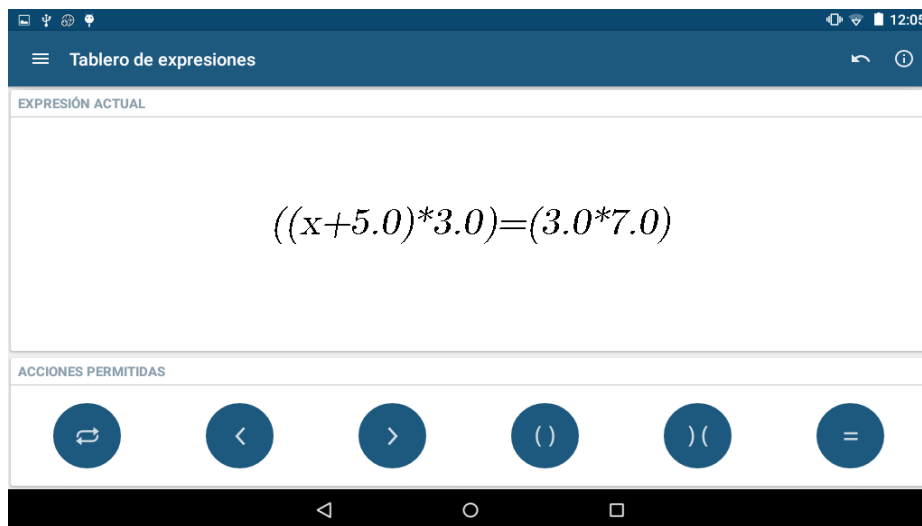 12:05
Tablero de expresiones
EXPRESIÓN ACTUAL
((x+5.0)*3.0)=(3.0*7.0)
ACCIONES PERMITIDAS
< > () )( =